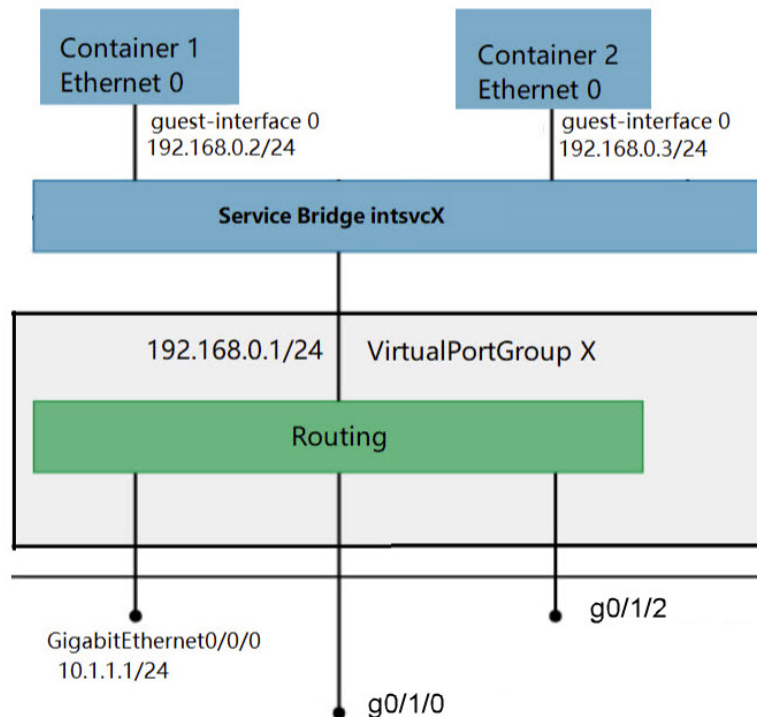 Container 1
Ethernet 0
Container 2
Ethernet 0
guest-interface 0
192.168.0.2/24
guest-interface 0
192.168.0.3/24
Service Bridge intsvcX
192.168.0.1/24
VirtualPortGroup X
Routing
GigabitEthernet0/0/0
10.1.1.1/24
g0/1/0
g0/1/2